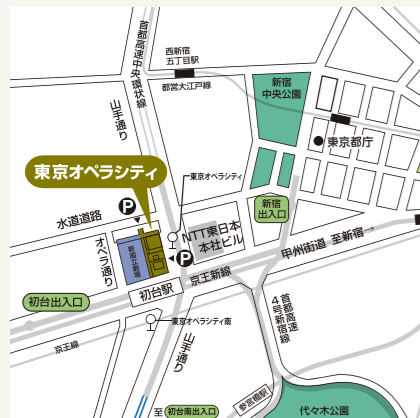 首都高速中央環状線
西新宿
五丁目駅
都営大江戸線
新宿
中央公園
山手通り
東京都庁
東京オペラシティ
東京オペラシティ
P
新宿
出入口
水道道路
NTT東日本
本社ビル
オペラ通り
新国立劇場
P
甲州街道 至新宿→
京王新線
初台駅
初台出入口
首都高速
4号新宿線
東京オペラシティ南
京王線
山手通り
参宮橋駅
至 初台南出入口
代々木公園